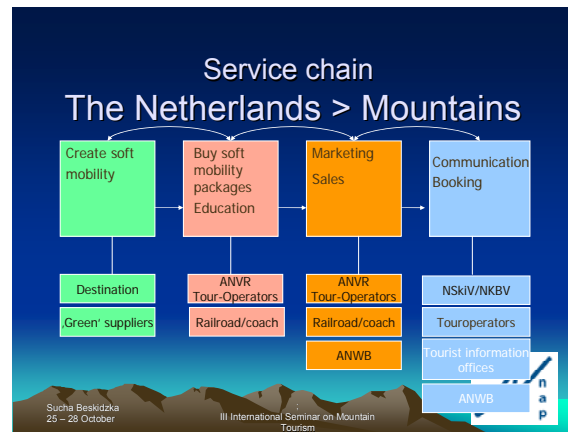 Service chain
The Netherlands > Mountains
Create soft
mobility
Buy soft
mobility
packages
Education
Marketing
Sales
Communication
Booking
Destination
‚Green‘ suppliers
ANVR
Tour-Operators
Railroad/coach
ANVR
Tour-Operators
Railroad/coach
ANWB
NSkiV/NKBV
Touroperators
Tourist information
offices
ANWB
n
a
p
Sucha Beskidzka
25 – 28 October
;
III International Seminar on Mountain
Tourism